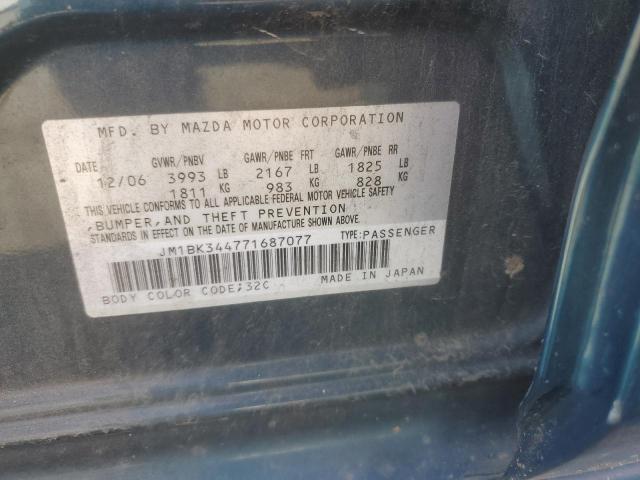 MFD. BY MAZDA MOTOR CORPORATION
DATE GVWR/PNBV GAWR/PNBE FRT GAWR/PNBE RR
12/06 3993 LB 2167 LB 1825 LB
1811 KG 983 KG 828 KG
THIS VEHICLE CONFORMS TO ALL APPLICABLE FEDERAL MOTOR VEHICLE SAFETY
,BUMPER,AND THEFT PREVENTION
STANDARDS IN EFFECT ON THE DATE OF MANUFACTURE SHOWN ABOVE.
JM1BK344771687077 TYPE:PASSENGER
MADE IN JAPAN
BODY COLOR CODE;32C